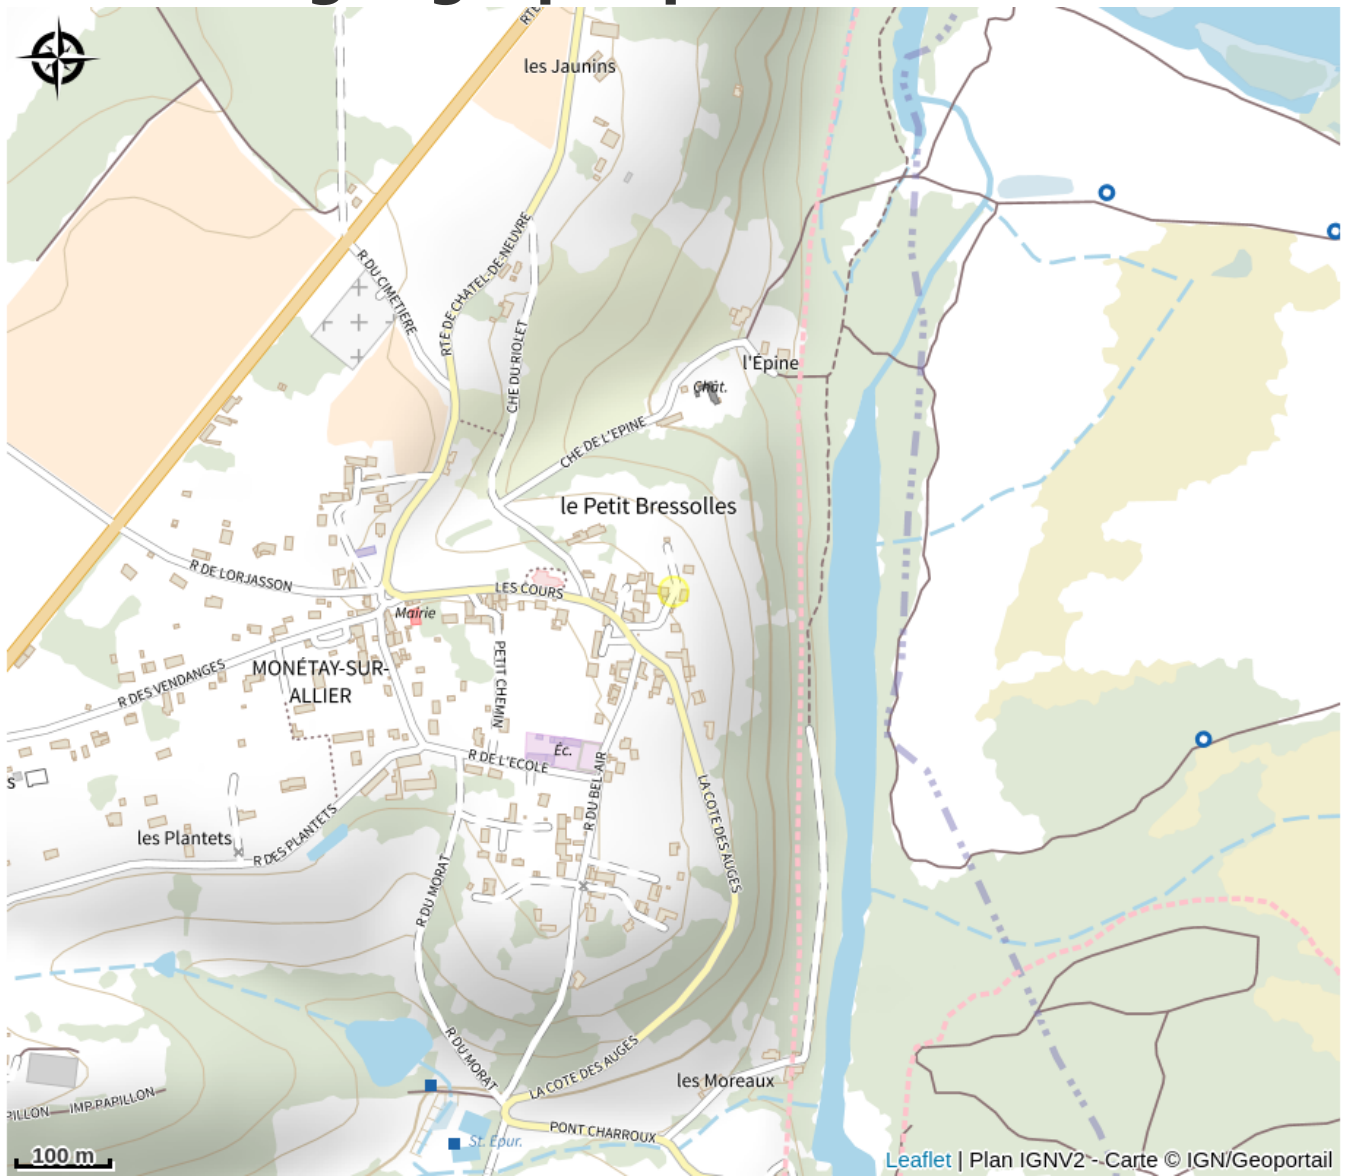 les Jaunins
R DU CIMETIERE
RTE DE CHATEL-DE-NEUVRE
CHE DU RIOLET
l'Épine
Chât.
CHE DE L'EPINE
le Petit Bressolles
R DE LORJASSON
LES COURS
Mairie
MONÉTAY-SUR-
ALLIER
R DES VENDANGES
PETIT CHEMIN
Éc.
R DE L'ECOLE
R DU BEL-AIR
LA COTE DES AUGES
les Plantets
R DES PLANTETS
R DU MORAT
R DU MORAT
LA COTE DES AUGES
les Moreaux
IMP PAPILLON
PILLON
PONT CHARROUX
St. Epur.
100 m
Leaflet | Plan IGNV2 - Carte © IGN/Geoportail